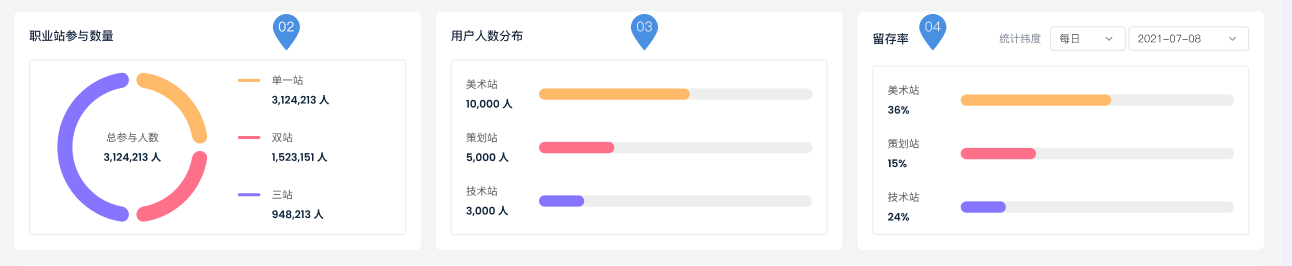 职业站参与数量
02
总参与人数
3,124,213 人
单一站
3,124,213 人
双站
1,523,151 人
三站
948,213 人
用户人数分布
03
美术站
10,000 人
策划站
5,000 人
技术站
3,000 人
留存率
04
统计纬度
每日
2021-07-08
美术站
36%
策划站
15%
技术站
24%